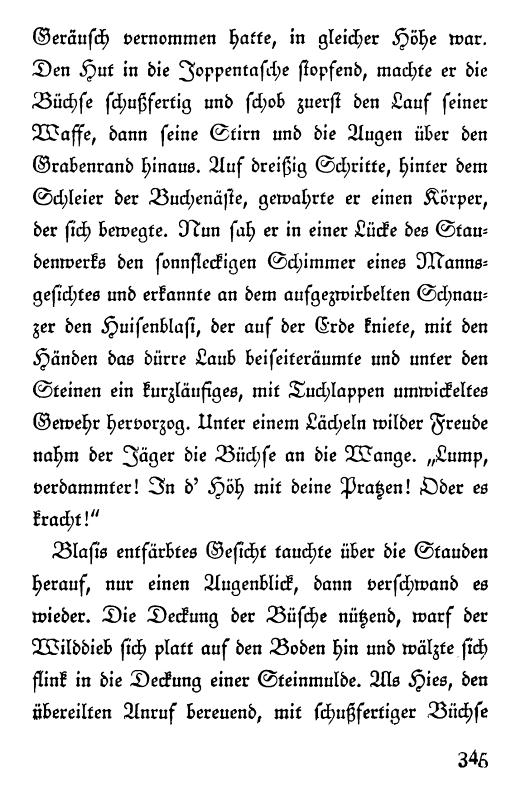 Geräusch vernommen hatte, in gleicher Höhe war.
Den Hut in die Joppentasche stopfend, machte er die
Büchse schußfertig und schob zuerst den Lauf seiner
Waffe, dann seine Stirn und die Augen über den
Grabenrand hinaus. Auf dreißig Schritte, hinter dem
Schleier der Buchenäste, gewahrte er einen Körper,
der sich bewegte. Nun sah er in einer Lücke des Stau-
denwerks den sonnfleckigen Schimmer eines Manns-
gesichtes und erkannte an dem aufgezwirbelten Schnau-
zer den Huisenblasi, der auf der Erde kniete, mit den
Händen das dürre Laub beiseiteräumte und unter den
Steinen ein kurzläufiges, mit Tuchlappen umwickeltes
Gewehr hervorzog. Unter einem Lächeln wilder Freude
nahm der Jäger die Büchse an die Wange. „Lump,
verdammter! In d' Höh mit deine Pratzen! Oder es
kracht!“
Blasis entfärbtes Gesicht tauchte über die Stauden
herauf, nur einen Augenblick, dann verschwand es
wieder. Die Deckung der Büsche nützend, warf der
Wilddieb sich platt auf den Boden hin und wälzte sich
flink in die Deckung einer Steinmulde. Als Hies, den
übereilten Anruf bereuend, mit schußfertiger Büchse
345